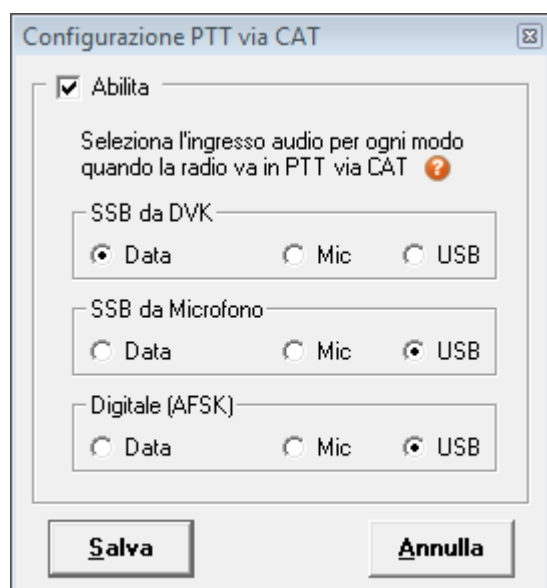 Configurazione PTT via CAT
Abilita
Seleziona l'ingresso audio per ogni modo
quando la radio va in PTT via CAT ?
SSB da DVK
Data Mic USB
SSB da Microfono
Data Mic USB
Digitale (AFSK)
Data Mic USB
Salva Annulla